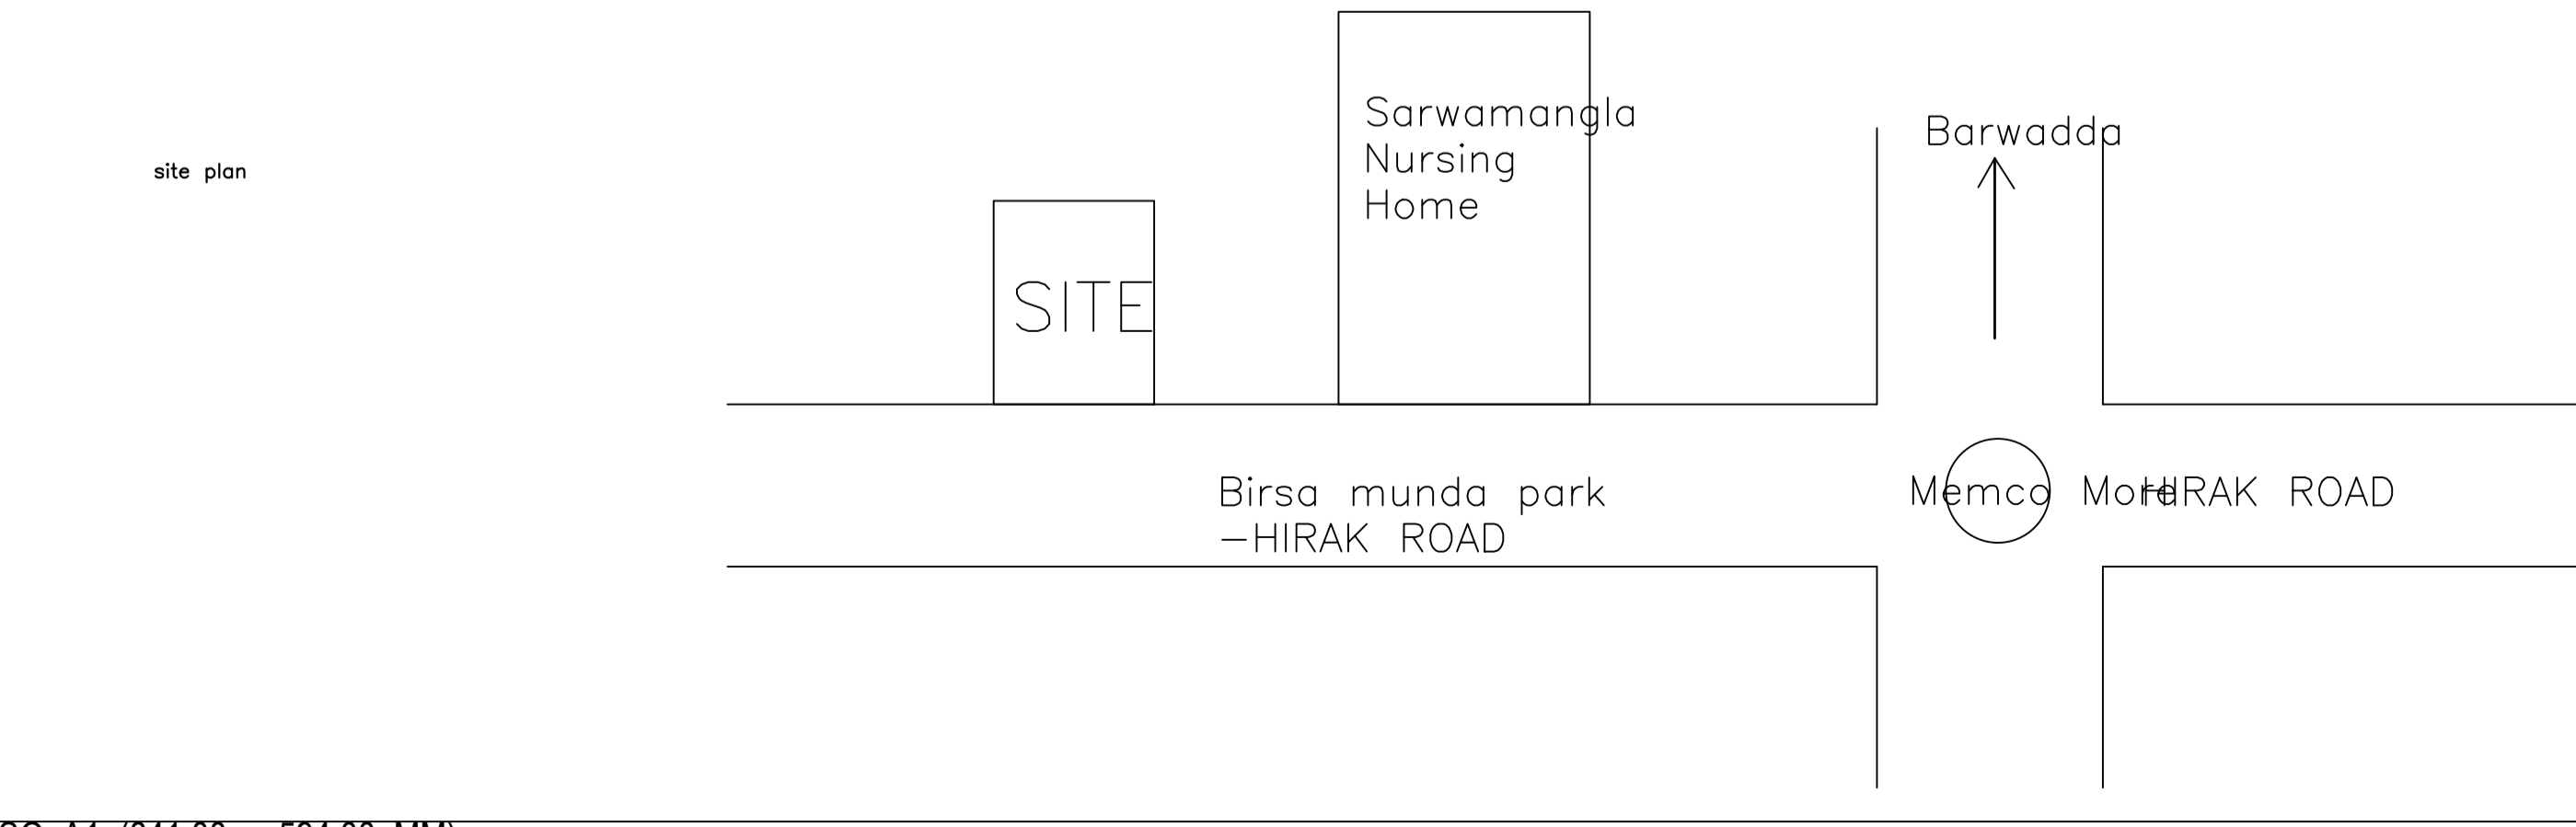 site plan
Sarwamangla
Nursing
Home
Barwadda
SITE
Birsa munda park
-HIRAK ROAD
Memco More
HIRAK ROAD